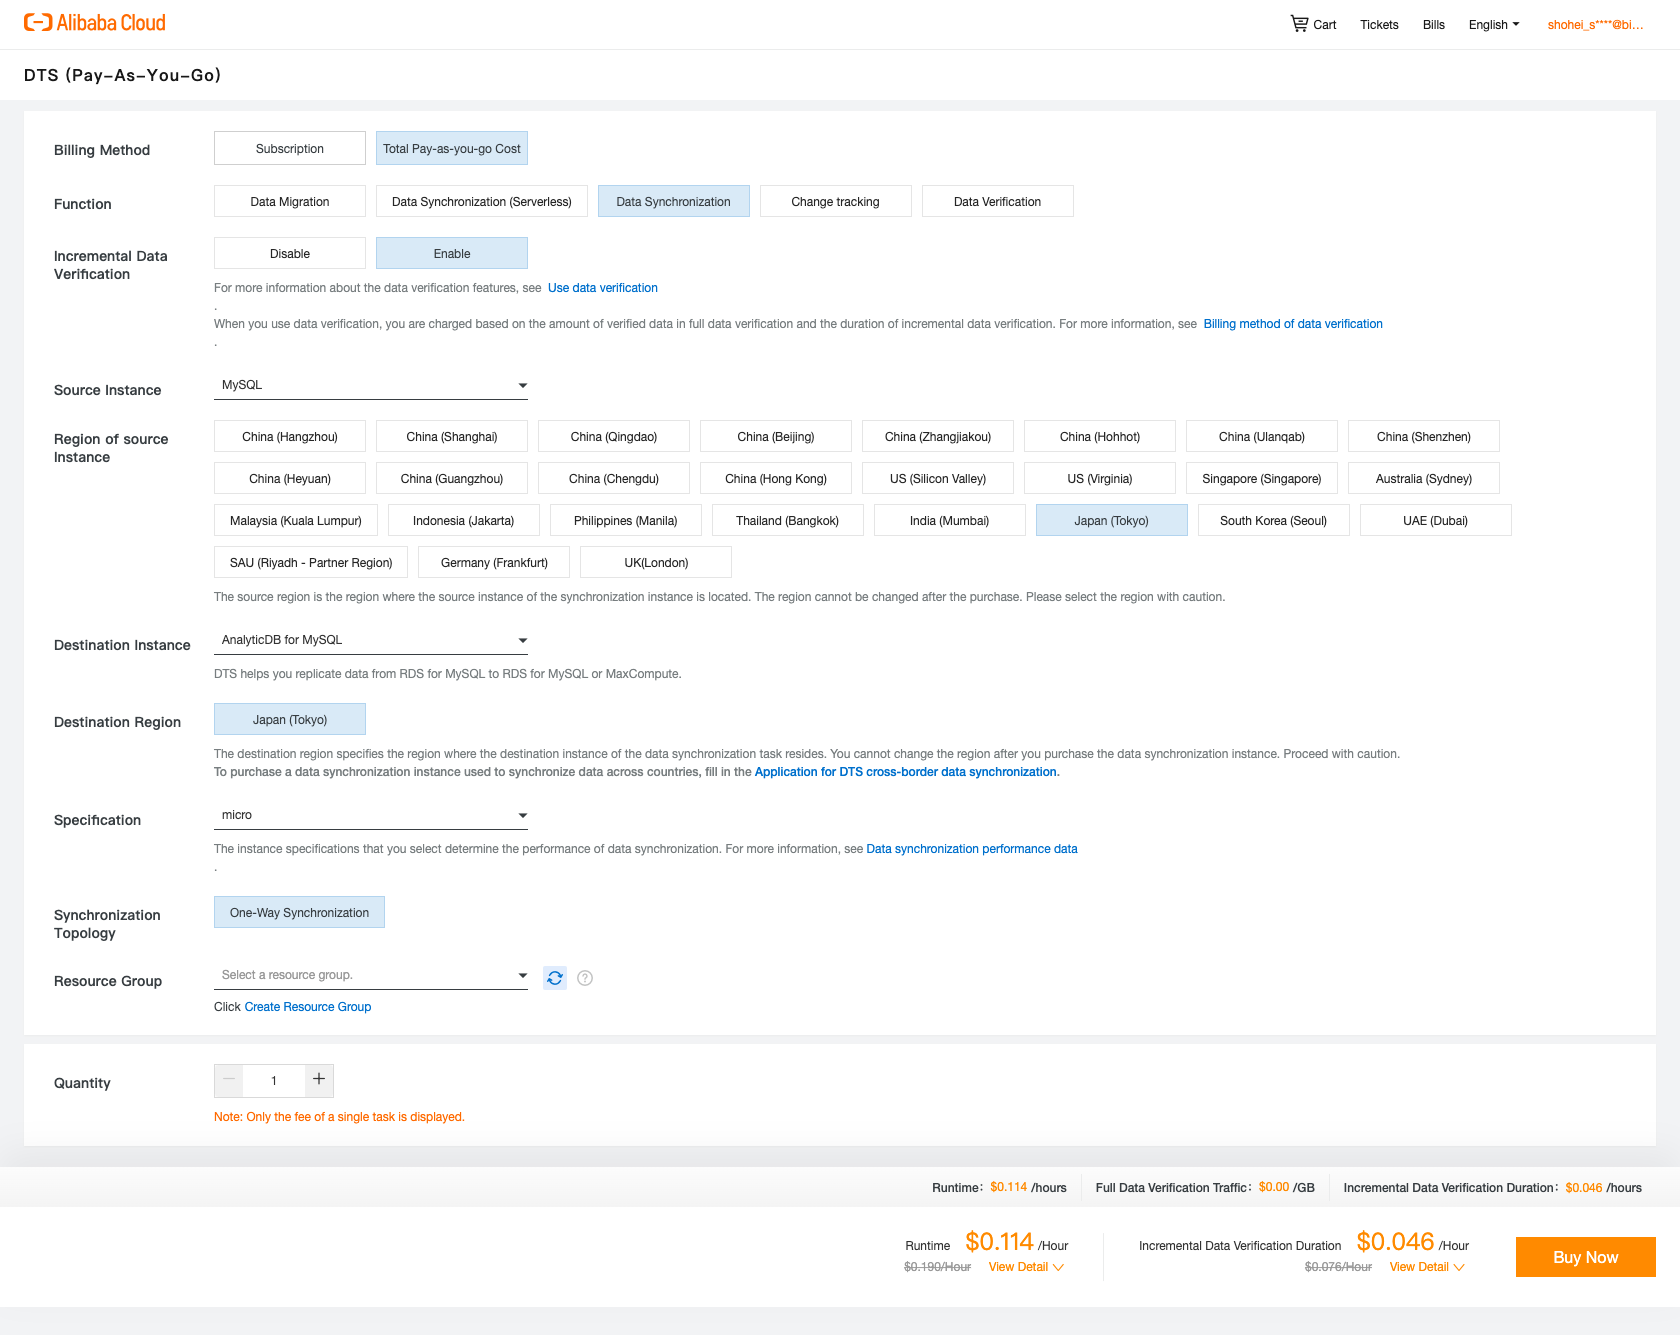 Alibaba Cloud
Cart Tickets Bills English shohei_s****@bi...
DTS (Pay-As-You-Go)
Billing Method Subscription Total Pay-as-you-go Cost
Function Data Migration Data Synchronization (Serverless) Data Synchronization Change tracking Data Verification
Incremental Data Verification Disable Enable
For more information about the data verification features, see Use data verification
.
When you use data verification, you are charged based on the amount of verified data in full data verification and the duration of incremental data verification. For more information, see Billing method of data verification
.
Source Instance MySQL
Region of source Instance China (Hangzhou) China (Shanghai) China (Qingdao) China (Beijing) China (Zhangjiakou) China (Hohhot) China (Ulanqab) China (Shenzhen)
China (Heyuan) China (Guangzhou) China (Chengdu) China (Hong Kong) US (Silicon Valley) US (Virginia) Singapore (Singapore) Australia (Sydney)
Malaysia (Kuala Lumpur) Indonesia (Jakarta) Philippines (Manila) Thailand (Bangkok) India (Mumbai) Japan (Tokyo) South Korea (Seoul) UAE (Dubai)
SAU (Riyadh - Partner Region) Germany (Frankfurt) UK(London)
The source region is the region where the source instance of the synchronization instance is located. The region cannot be changed after the purchase. Please select the region with caution.
Destination Instance AnalyticDB for MySQL
DTS helps you replicate data from RDS for MySQL to RDS for MySQL or MaxCompute.
Destination Region Japan (Tokyo)
The destination region specifies the region where the destination instance of the data synchronization task resides. You cannot change the region after you purchase the data synchronization instance. Proceed with caution.
To purchase a data synchronization instance used to synchronize data across countries, fill in the Application for DTS cross-border data synchronization.
Specification micro
The instance specifications that you select determine the performance of data synchronization. For more information, see Data synchronization performance data
.
Synchronization Topology One-Way Synchronization
Resource Group Select a resource group. ?
Click Create Resource Group
Quantity − 1 +
Note: Only the fee of a single task is displayed.
Runtime: $0.114 /hours Full Data Verification Traffic: $0.00 /GB Incremental Data Verification Duration: $0.046 /hours
Runtime $0.114 /Hour Incremental Data Verification Duration $0.046 /Hour
$0.190/Hour View Detail $0.076/Hour View Detail
Buy Now